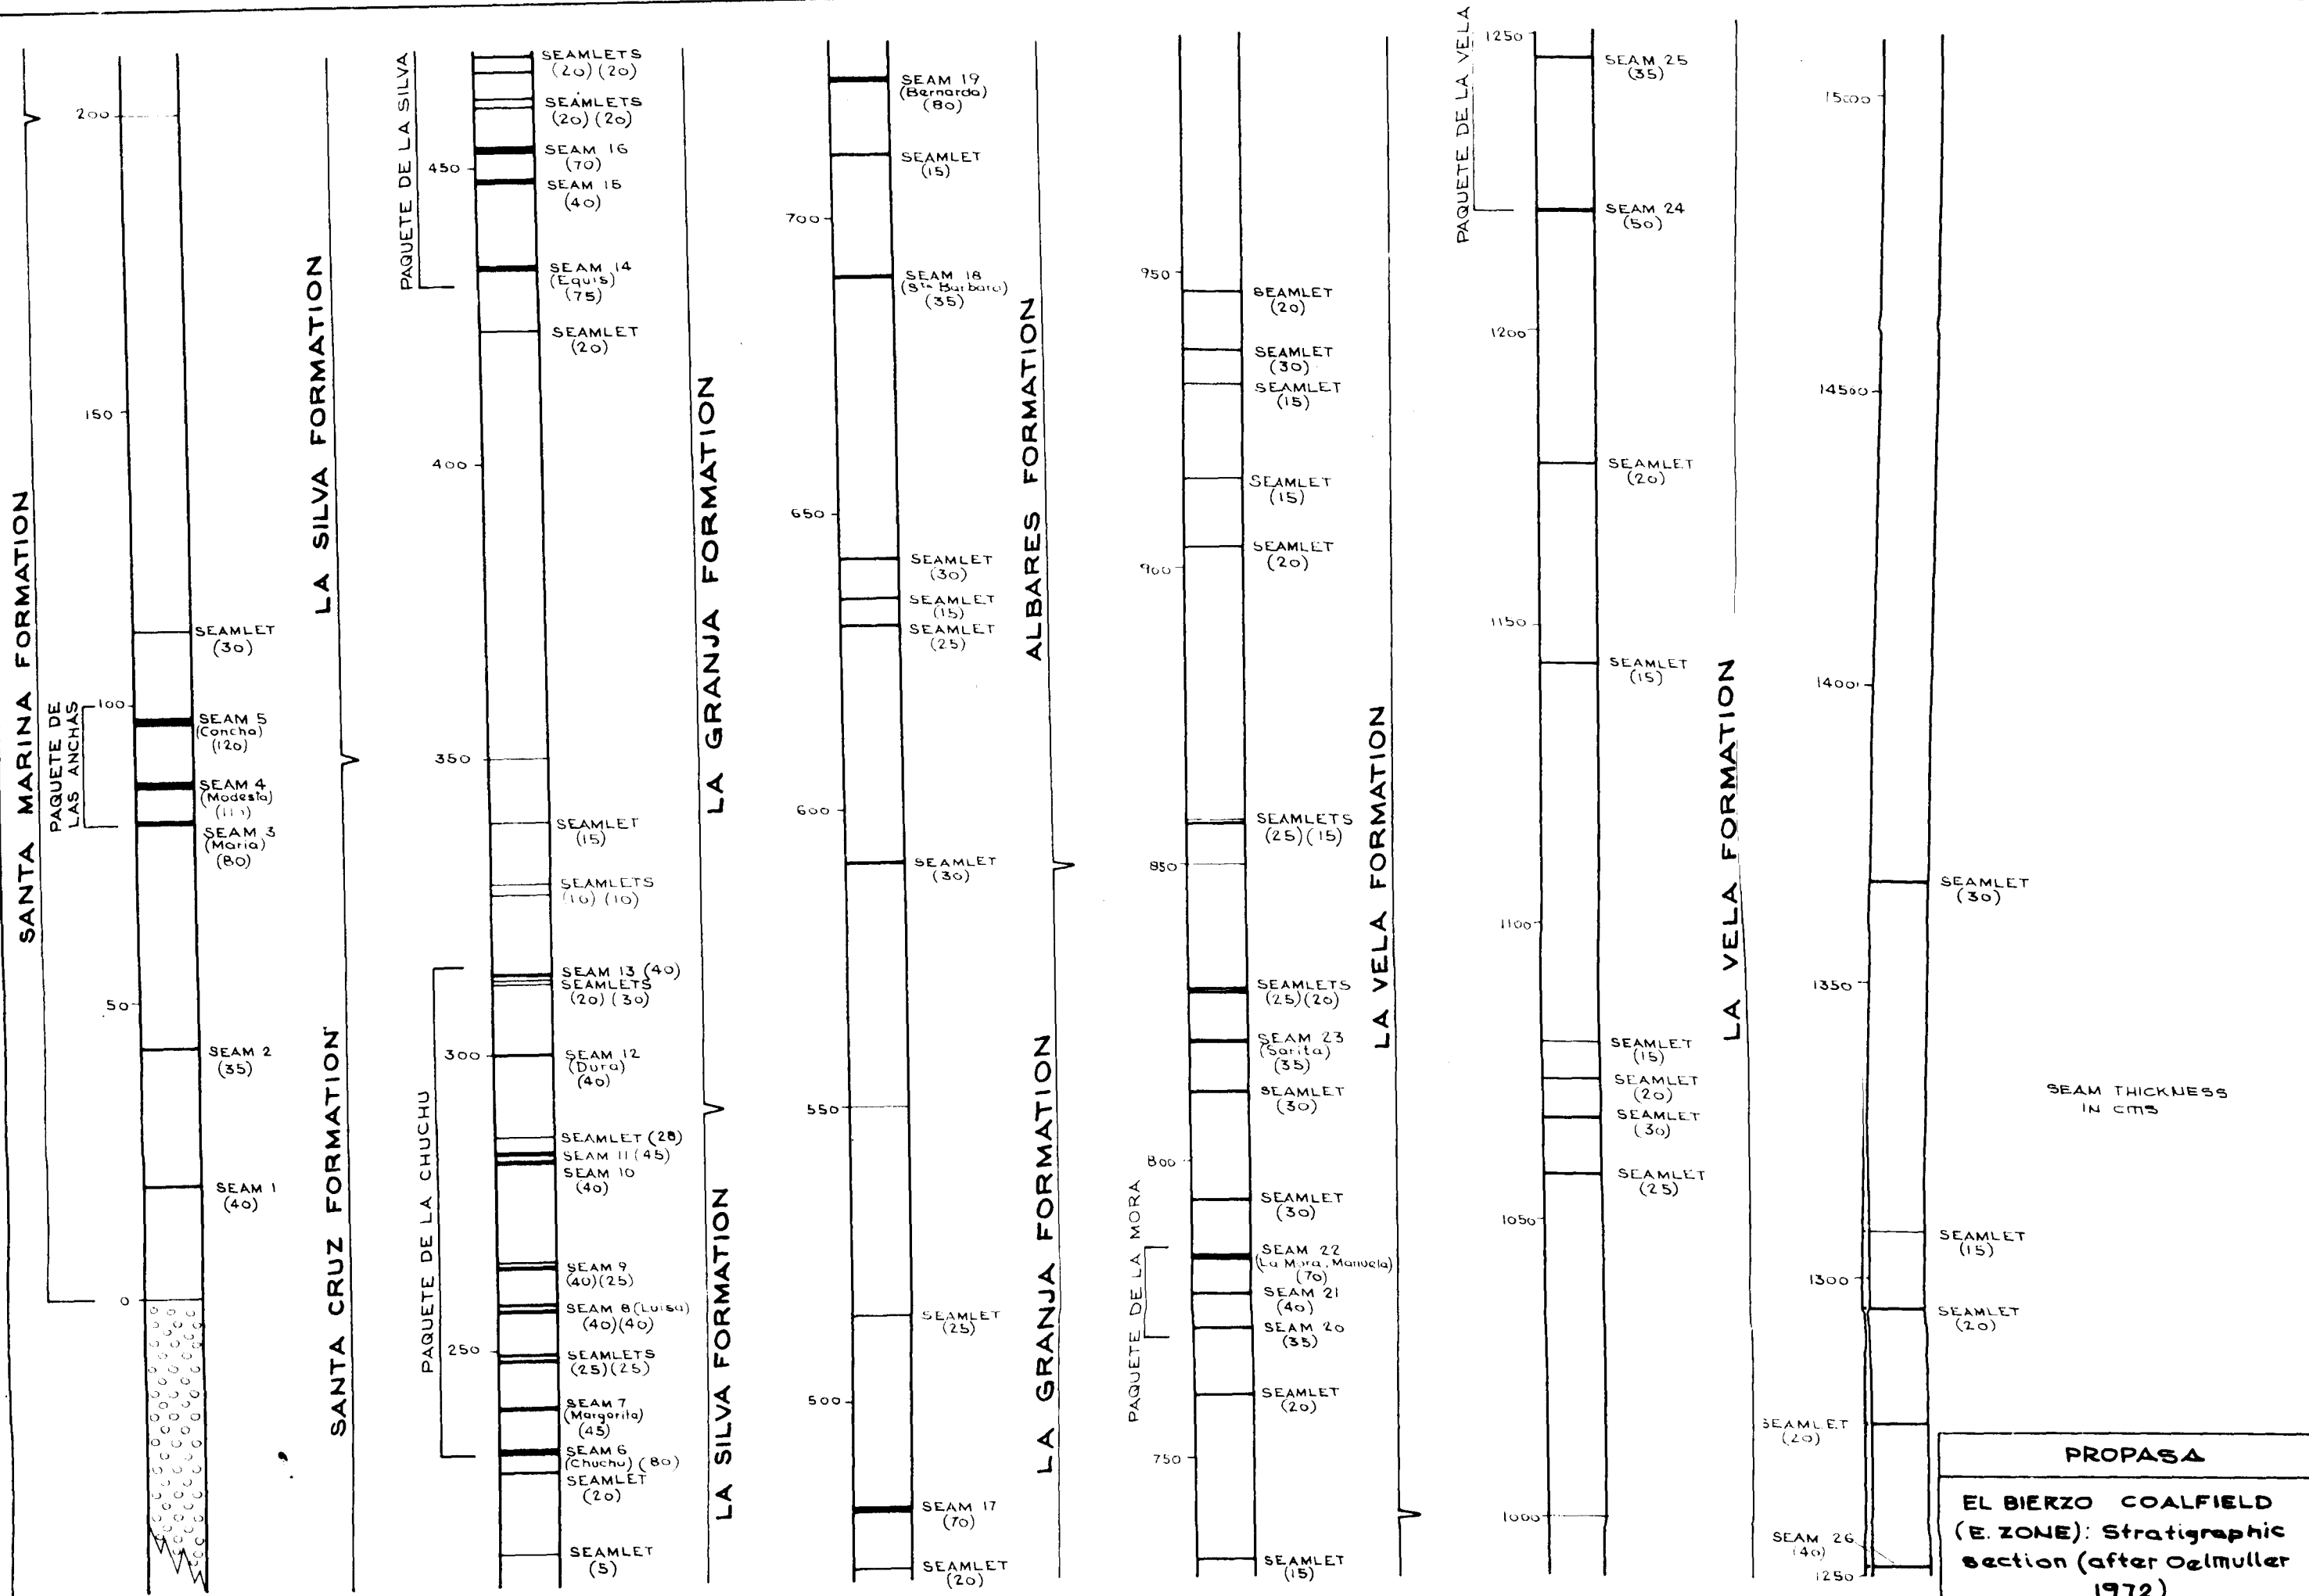 SANTA MARINA FORMATION
200
150
SEAMLET
(30)
PAQUETE DE
LAS ANCHAS
100
SEAM 5
(Concha)
(120)
SEAM 4
(Modesta)
SEAM 3
(Maria)
(80)
50
SEAM 2
(35)
SEAM 1
(40)
0
LA SILVA FORMATION
SANTA CRUZ FORMATION
PAQUETE DE LA SILVA
SEAMLETS
(20) (20)
SEAMLETS
(20) (20)
SEAM 16
(70)
450
SEAM 15
(40)
SEAM 14
(Equis)
(75)
SEAMLET
(20)
400
350
SEAMLET
(15)
SEAMLETS
(10) (10)
PAQUETE DE LA CHUCHU
SEAM 13 (40)
SEAMLETS
(20) (30)
300
SEAM 12
(Dura)
(40)
SEAMLET (20)
SEAM 11 (45)
SEAM 10
(40)
SEAM 9
(40)(25)
SEAM 8 (Luisa)
(40)(40)
250
SEAMLETS
(25)(25)
SEAM 7
(Margarita)
(45)
SEAM 6
(Chuchu) (80)
SEAMLET
(20)
SEAMLET
(5)
LA GRANJA FORMATION
LA SILVA FORMATION
SEAM 19
(Bernarda)
(80)
SEAMLET
(15)
700
SEAM 18
(Sta Barbara)
(35)
650
SEAMLET
(30)
SEAMLET
(15)
SEAMLET
(25)
600
SEAMLET
(30)
550
SEAMLET
(25)
500
SEAM 17
(70)
SEAMLET
(20)
ALBARES FORMATION
LA GRANJA FORMATION
950
SEAMLET
(20)
SEAMLET
(30)
SEAMLET
(15)
SEAMLET
(15)
900
SEAMLET
(20)
SEAMLETS
(25)(15)
850
SEAMLETS
(25)(20)
SEAM 23
(Sarita)
(35)
SEAMLET
(30)
800
SEAMLET
(30)
PAQUETE DE LA MORA
SEAM 22
(La Mora, Manuela)
(70)
SEAM 21
(40)
SEAM 20
(35)
SEAMLET
(20)
750
SEAMLET
(15)
LA VELA FORMATION
PAQUETE DE LA VELA
1250
SEAM 25
(35)
SEAM 24
(50)
1200
SEAMLET
(20)
1150
SEAMLET
(15)
1100
SEAMLET
(15)
SEAMLET
(20)
SEAMLET
(30)
SEAMLET
(25)
1050
1000
LA VELA FORMATION
1500
1450
1400
SEAMLET
(30)
1350
SEAMLET
(15)
1300
SEAMLET
(20)
SEAMLET
(20)
SEAM 26
(40)
1250
SEAM THICKNESS
IN CMS
PROPASA
EL BIERZO COALFIELD
(E. ZONE): Stratigraphic
section (after Oelmuller
1972)